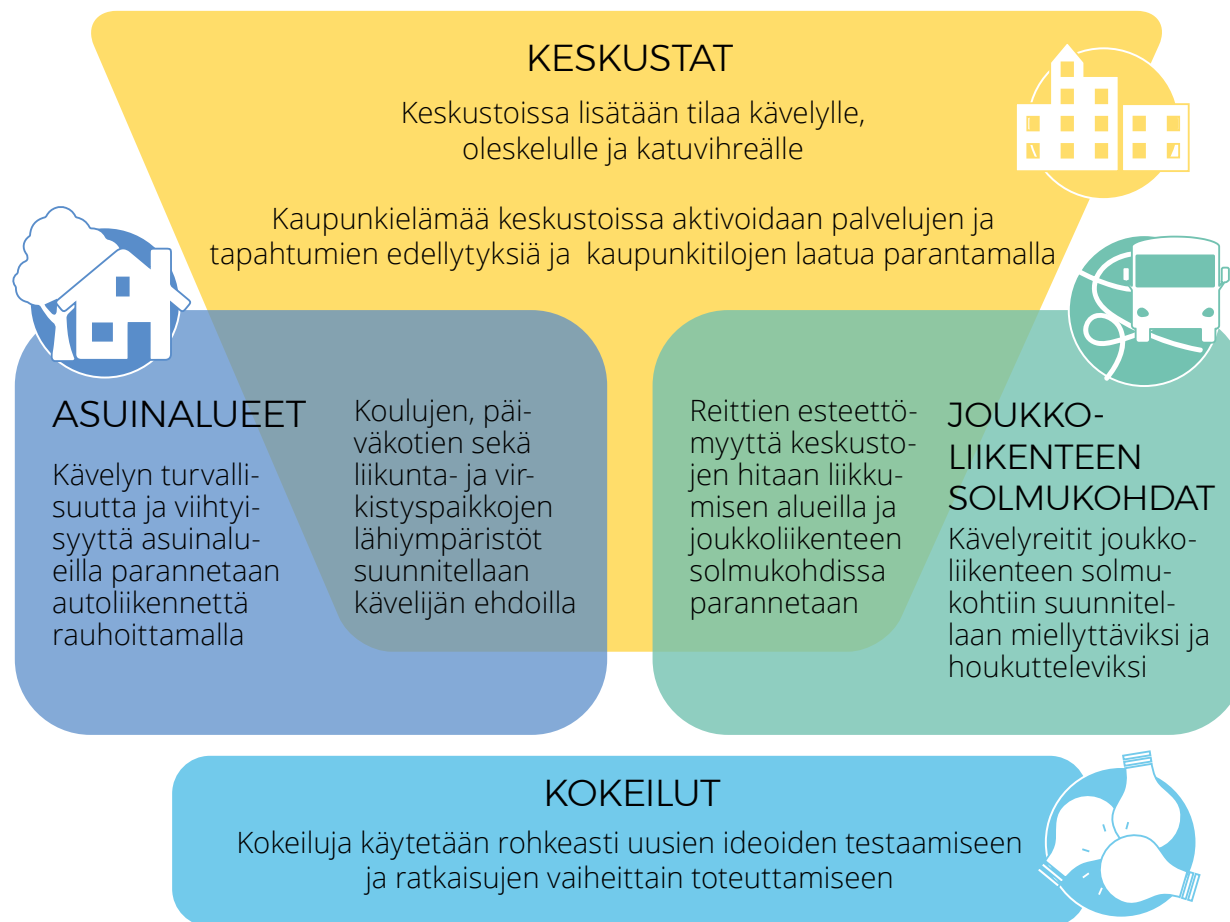 KESKUSTAT
Keskustoissa lisätään tilaa kävelylle,
oleskelulle ja katuvihreälle
Kaupunkielämää keskustoissa aktivoidaan palvelujen ja
tapahtumien edellytyksiä ja kaupunkitilojen laatua parantamalla
ASUINALUEET
Kävelyn turvalli-
suutta ja viihtyi-
syyttä asuinalu-
eilla parannetaan
autoliikennettä
rauhoittamalla
Koulujen, päi-
väkotien sekä
liikunta- ja vir-
kistyspaikkojen
lähiympäristöt
suunnitellaan
kävelijän ehdoilla
Reittien esteettö-
myyttä keskusto-
jen hitaan liikku-
misen alueilla ja
joukkoliikenteen
solmukohdissa
parannetaan
JOUKKO-
LIIKENTEEN
SOLMUKOHDAT
Kävelyreitit joukko-
liikenteen solmu-
kohtiin suunnitel-
laan miellyttäviksi ja
houkutteleviksi
KOKEILUT
Kokeiluja käytetään rohkeasti uusien ideoiden testaamiseen
ja ratkaisujen vaiheittain toteuttamiseen